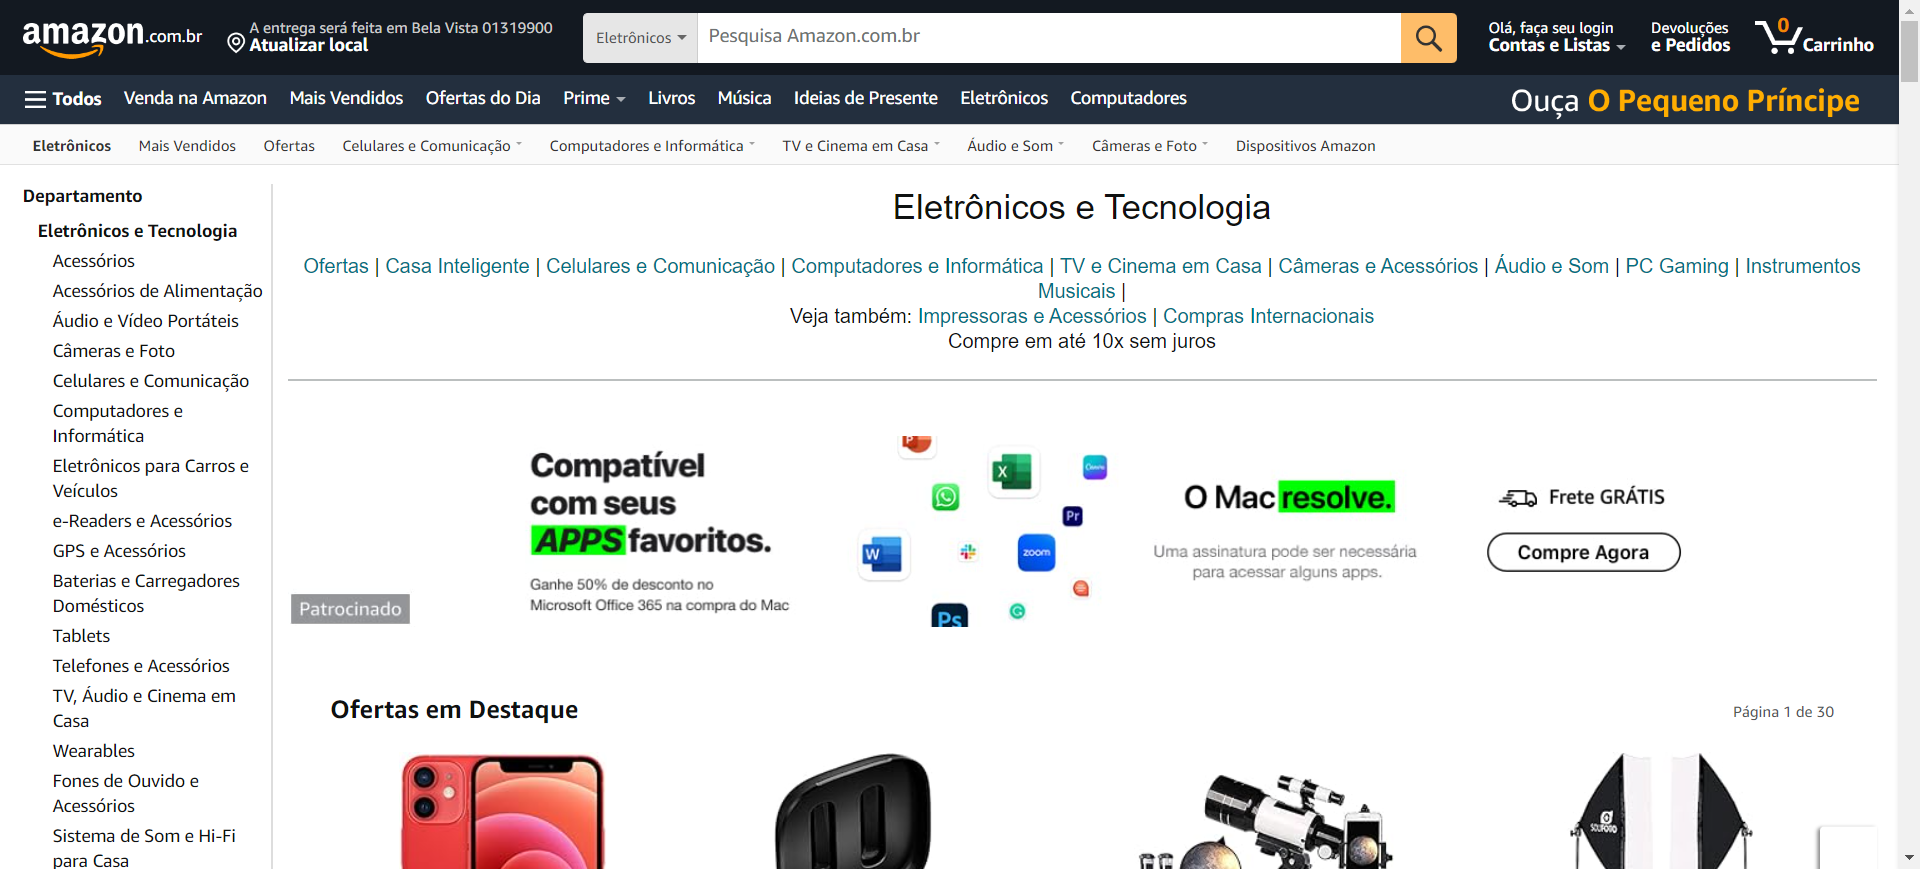 amazon.com.br
A entrega será feita em Bela Vista 01319900
Atualizar local
Eletrônicos
Pesquisa Amazon.com.br
Olá, faça seu login
Contas e Listas
Devoluções
e Pedidos
0
Carrinho
Todos
Venda na Amazon
Mais Vendidos
Ofertas do Dia
Prime
Livros
Música
Ideias de Presente
Eletrônicos
Computadores
Ouça O Pequeno Príncipe
Eletrônicos
Mais Vendidos
Ofertas
Celulares e Comunicação
Computadores e Informática
TV e Cinema em Casa
Áudio e Som
Câmeras e Foto
Dispositivos Amazon
Departamento
Eletrônicos e Tecnologia
Acessórios
Acessórios de Alimentação
Áudio e Vídeo Portáteis
Câmeras e Foto
Celulares e Comunicação
Computadores e
Informática
Eletrônicos para Carros e
Veículos
e-Readers e Acessórios
GPS e Acessórios
Baterias e Carregadores
Domésticos
Tablets
Telefones e Acessórios
TV, Áudio e Cinema em
Casa
Wearables
Fones de Ouvido e
Acessórios
Sistema de Som e Hi-Fi
para Casa
Eletrônicos e Tecnologia
Ofertas | Casa Inteligente | Celulares e Comunicação | Computadores e Informática | TV e Cinema em Casa | Câmeras e Acessórios | Áudio e Som | PC Gaming | Instrumentos
Musicais |
Veja também: Impressoras e Acessórios | Compras Internacionais
Compre em até 10x sem juros
Compatível
com seus
APPS favoritos.
Ganhe 50% de desconto no
Microsoft Office 365 na compra do Mac
P
X
Canva
Pr
W
zoom
Ps
O Mac resolve.
Uma assinatura pode ser necessária
para acessar alguns apps.
Frete GRÁTIS
Compre Agora
Patrocinado
Ofertas em Destaque
Página 1 de 30
SOUFOTO